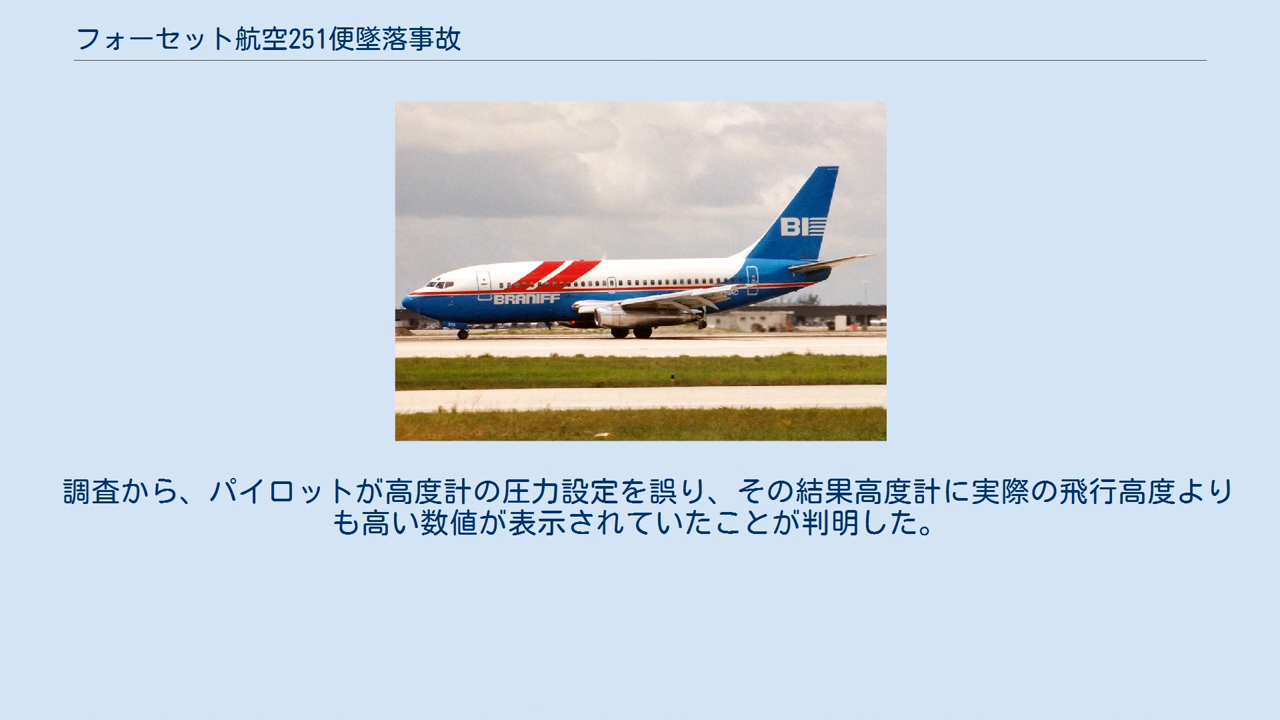 フォーセット航空251便墜落事故
BI
BRANIFF
調査から、パイロットが高度計の圧力設定を誤り、その結果高度計に実際の飛行高度より
も高い数値が表示されていたことが判明した。